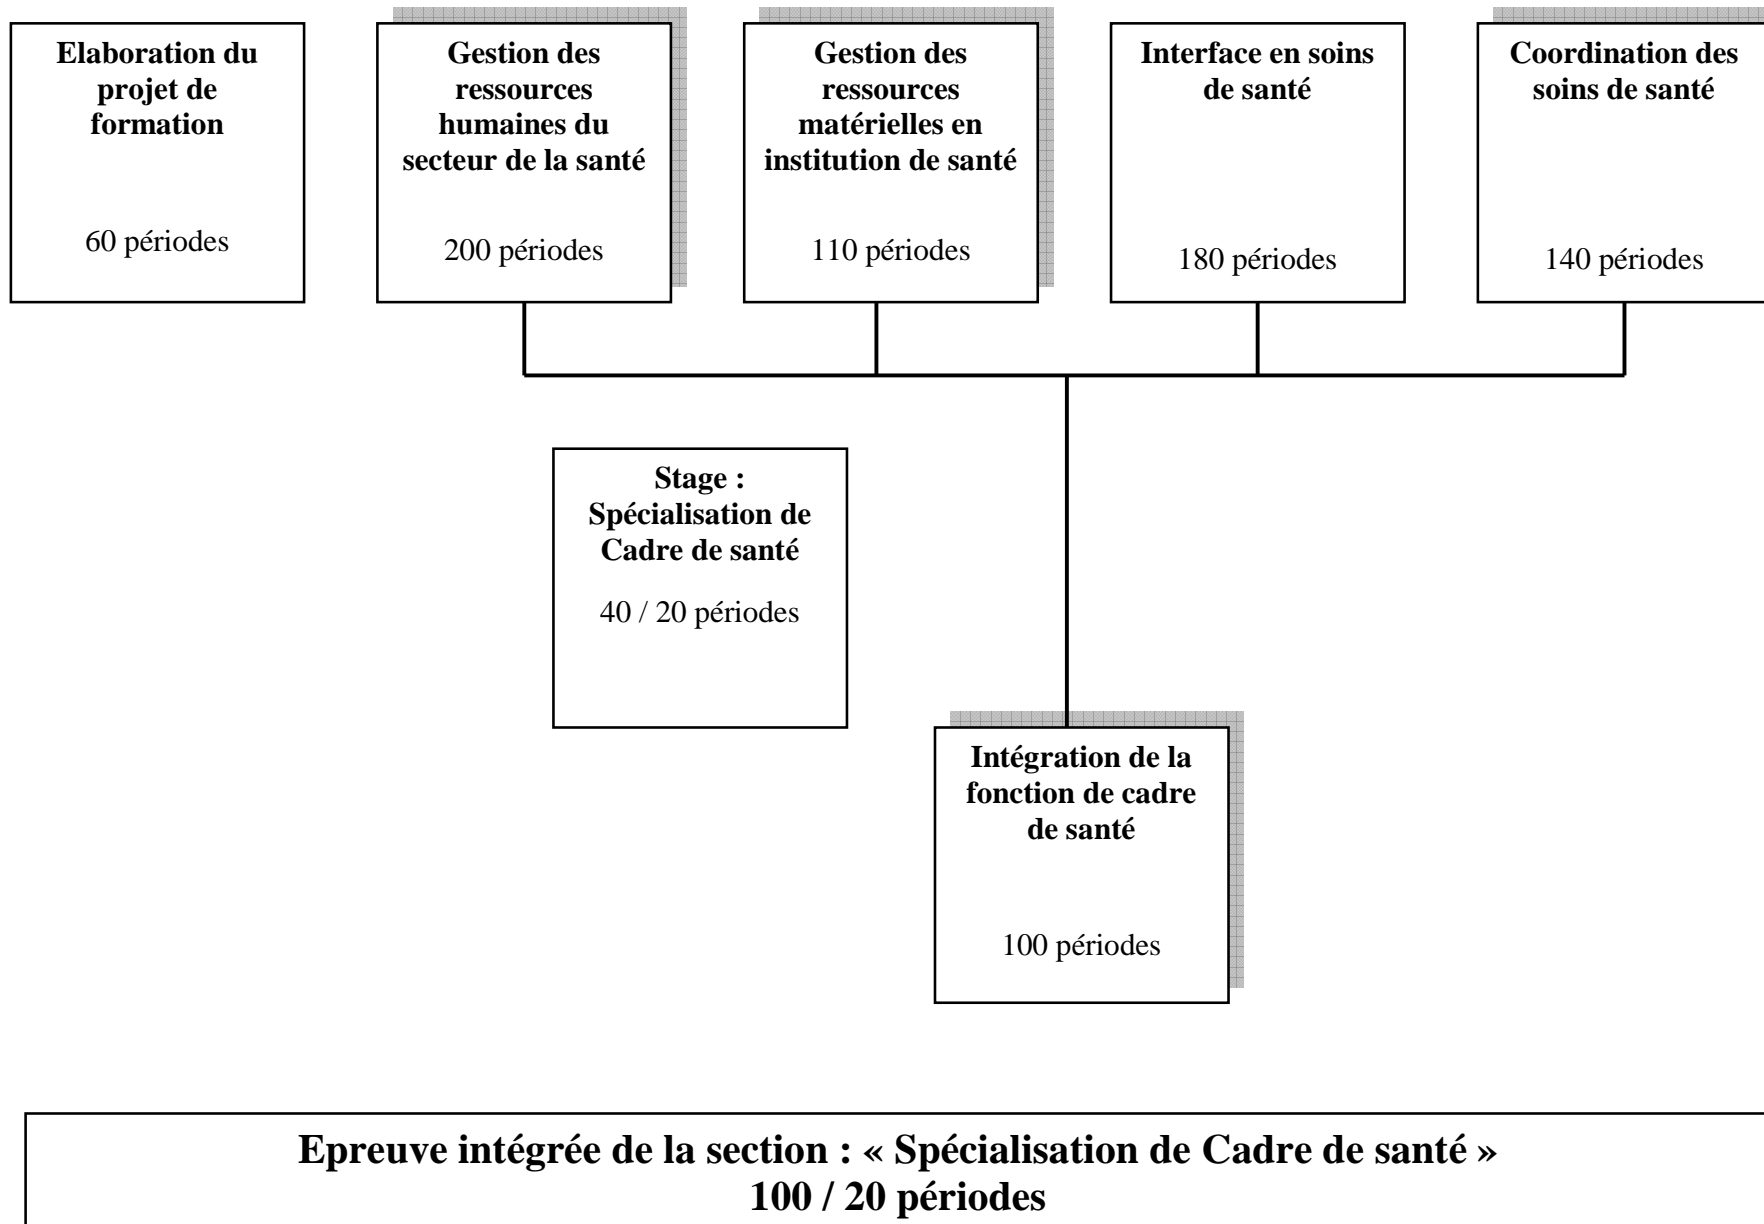 Elaboration du
projet de
formation
60 périodes
Gestion des
ressources
humaines du
secteur de la santé
200 périodes
Gestion des
ressources
matérielles en
institution de santé
110 périodes
Interface en soins
de santé
180 périodes
Coordination des
soins de santé
140 périodes
Stage :
Spécialisation de
Cadre de santé
40 / 20 périodes
Intégration de la
fonction de cadre
de santé
100 périodes
Epreuve intégrée de la section : « Spécialisation de Cadre de santé »
100 / 20 périodes